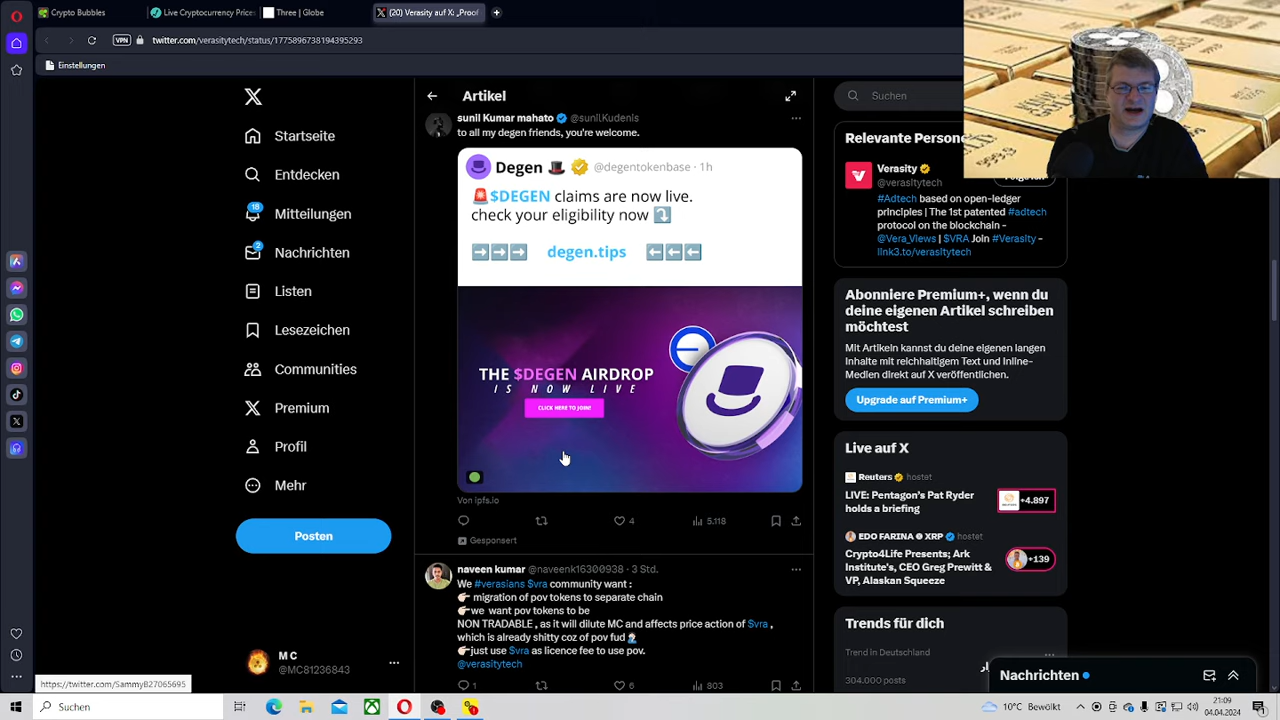 Crypto Bubbles
Live Cryptocurrency Price
Three | Globe
(20) Verasity auf X: „Proof
VPN
twitter.com/verasitytech/status/1775896738194395293
Einstellungen
Startseite
Entdecken
18
Mitteilungen
2
Nachrichten
Listen
Lesezeichen
Communities
Premium
Profil
Mehr
Posten
M C
@MC81236843
https://twitter.com/SammyB27065695
Artikel
sunil Kumar mahato @sunilKudenis
to all my degen friends, you're welcome.
Degen @degentokenbase · 1h
$DEGEN claims are now live.
check your eligibility now
degen.tips
THE $DEGEN AIRDROP
IS NOW LIVE
CLICK HERE TO JOIN!
Von ipfs.io
4
5.118
Gesponsert
naveen kumar @naveenk16300938 · 3 Std.
We #verasians $vra community want :
migration of pov tokens to separate chain
we want pov tokens to be
NON TRADABLE , as it will dilute MC and affects price action of $vra ,
which is already shitty coz of pov fud
just use $vra as licence fee to use pov.
@verasitytech
1
6
803
Suchen
Relevante Persone
Verasity
@verasitytech
#Adtech based on open-ledger
principles | The 1st patented #adtech
protocol on the blockchain -
@Vera_Views | $VRA Join #Verasity -
link3.to/verasitytech
Abonniere Premium+, wenn du
deine eigenen Artikel schreiben
möchtest
Mit Artikeln kannst du deine eigenen langen
Inhalte mit reichhaltigem Text und Inline-
Medien direkt auf X veröffentlichen.
Upgrade auf Premium+
Live auf X
Reuters hostet
LIVE: Pentagon's Pat Ryder
holds a briefing
+4.897
EDO FARINA XRP hostet
Crypto4Life Presents; Ark
Institute's, CEO Greg Prewitt &
VP, Alaskan Squeeze
+139
Trends für dich
Trend in Deutschland
304.000 posts
Nachrichten
Suchen
10°C Bewölkt
21:09
04.04.2024